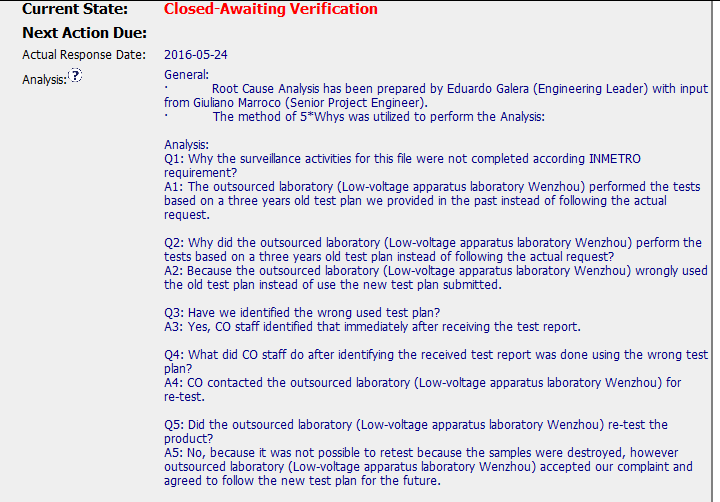 Current State: Closed-Awaiting Verification
Next Action Due:
Actual Response Date: 2016-05-24
Analysis: ? General:
· Root Cause Analysis has been prepared by Eduardo Galera (Engineering Leader) with input
from Giuliano Marroco (Senior Project Engineer).
· The method of 5*Whys was utilized to perform the Analysis:
Analysis:
Q1: Why the surveillance activities for this file were not completed according INMETRO
requirement?
A1: The outsourced laboratory (Low-voltage apparatus laboratory Wenzhou) performed the tests
based on a three years old test plan we provided in the past instead of following the actual
request.
Q2: Why did the outsourced laboratory (Low-voltage apparatus laboratory Wenzhou) perform the
tests based on a three years old test plan instead of following the actual request?
A2: Because the outsourced laboratory (Low-voltage apparatus laboratory Wenzhou) wrongly used
the old test plan instead of use the new test plan submitted.
Q3: Have we identified the wrong used test plan?
A3: Yes, CO staff identified that immediately after receiving the test report.
Q4: What did CO staff do after identifying the received test report was done using the wrong test
plan?
A4: CO contacted the outsourced laboratory (Low-voltage apparatus laboratory Wenzhou) for
re-test.
Q5: Did the outsourced laboratory (Low-voltage apparatus laboratory Wenzhou) re-test the
product?
A5: No, because it was not possible to retest because the samples were destroyed, however
outsourced laboratory (Low-voltage apparatus laboratory Wenzhou) accepted our complaint and
agreed to follow the new test plan for the future.